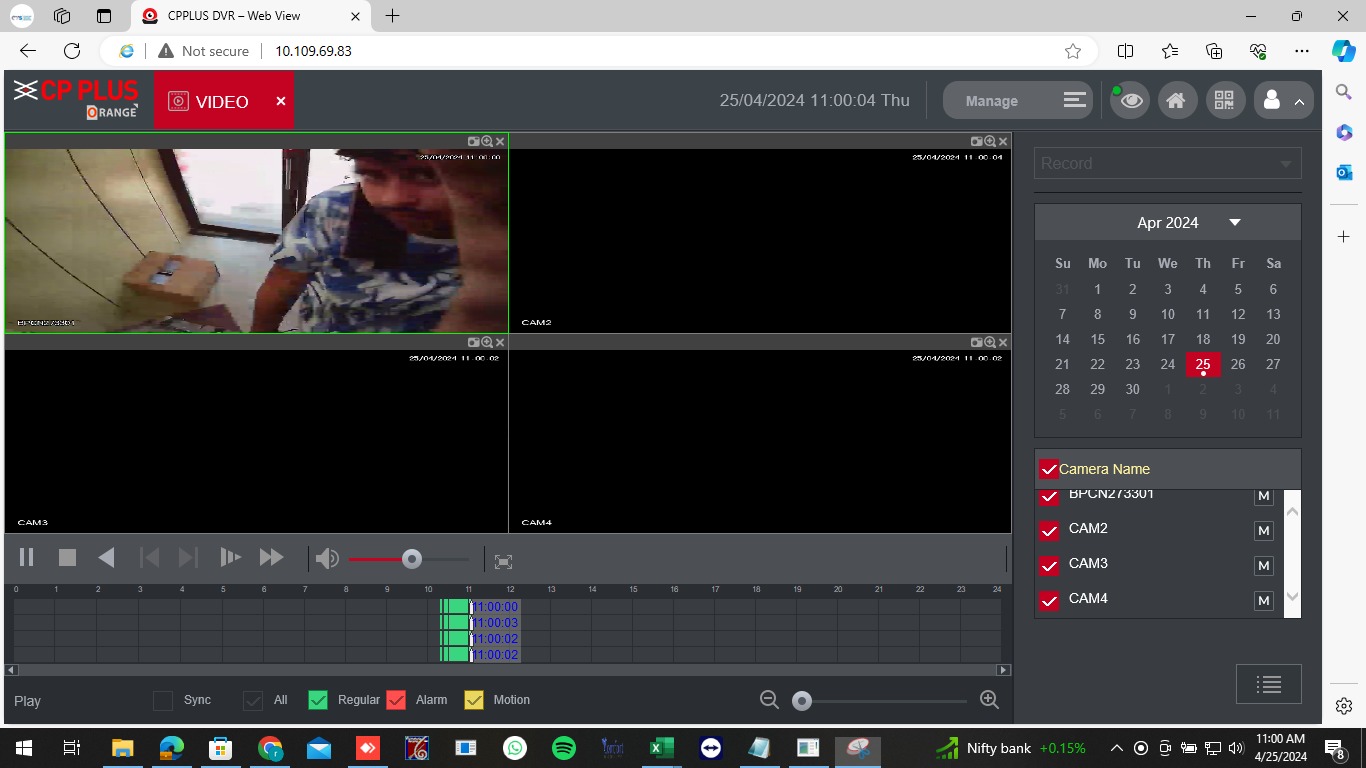 CPPLUS DVR – Web View
Not secure
10.109.69.83
CP PLUS
ORANGE
VIDEO
25/04/2024 11:00:04 Thu
Manage
25/04/2024 11:00:00
BPCN273301
25/04/2024 11:00:04
CAM2
25/04/2024 11:00:02
CAM3
25/04/2024 11:00:02
CAM4
Record
Apr 2024
Su Mo Tu We Th Fr Sa
31 1 2 3 4 5 6
7 8 9 10 11 12 13
14 15 16 17 18 19 20
21 22 23 24 25 26 27
28 29 30 1 2 3 4
5 6 7 8 9 10 11
Camera Name
BPCN273301 M
CAM2 M
CAM3 M
CAM4 M
0 1 2 3 4 5 6 7 8 9 10 11 12 13 14 15 16 17 18 19 20 21 22 23 24
11:00:00
11:00:03
11:00:02
11:00:02
Play
Sync
All
Regular
Alarm
Motion
Nifty bank +0.15%
11:00 AM
4/25/2024
8